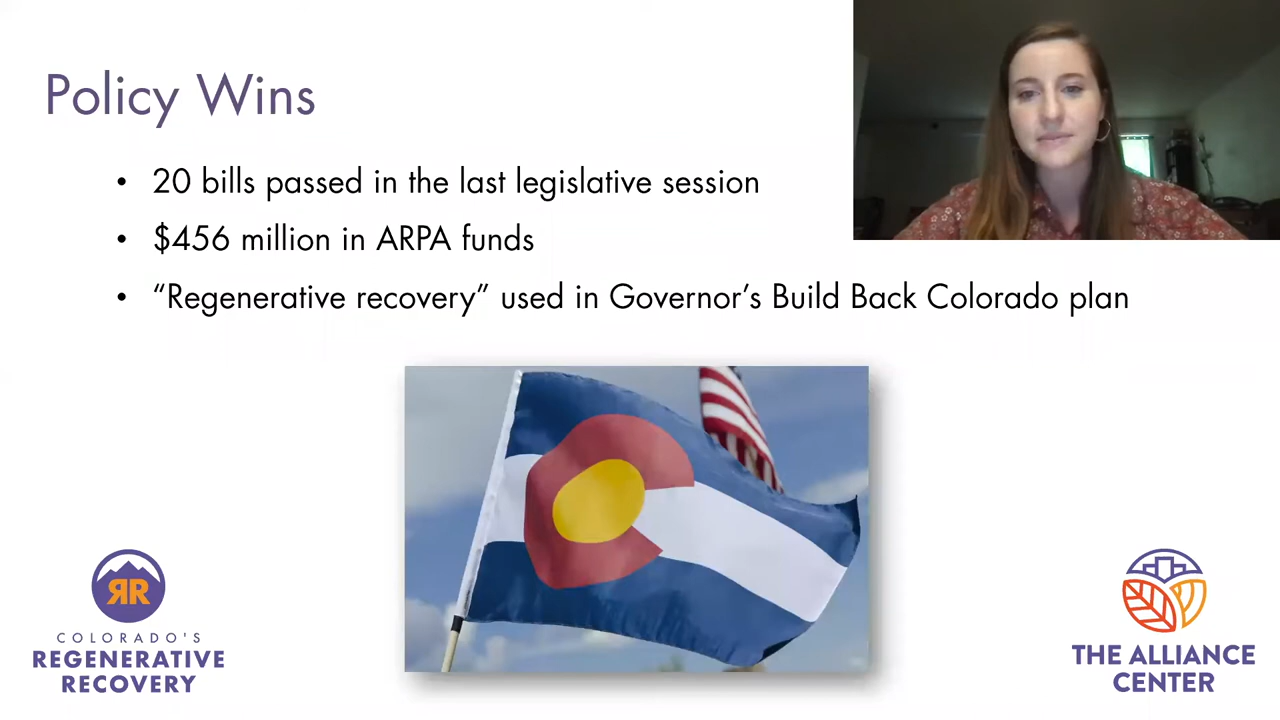 Policy Wins
• 20 bills passed in the last legislative session
• $456 million in ARPA funds
• “Regenerative recovery” used in Governor’s Build Back Colorado plan
RR
COLORADO'S
REGENERATIVE
RECOVERY
THE ALLIANCE
CENTER